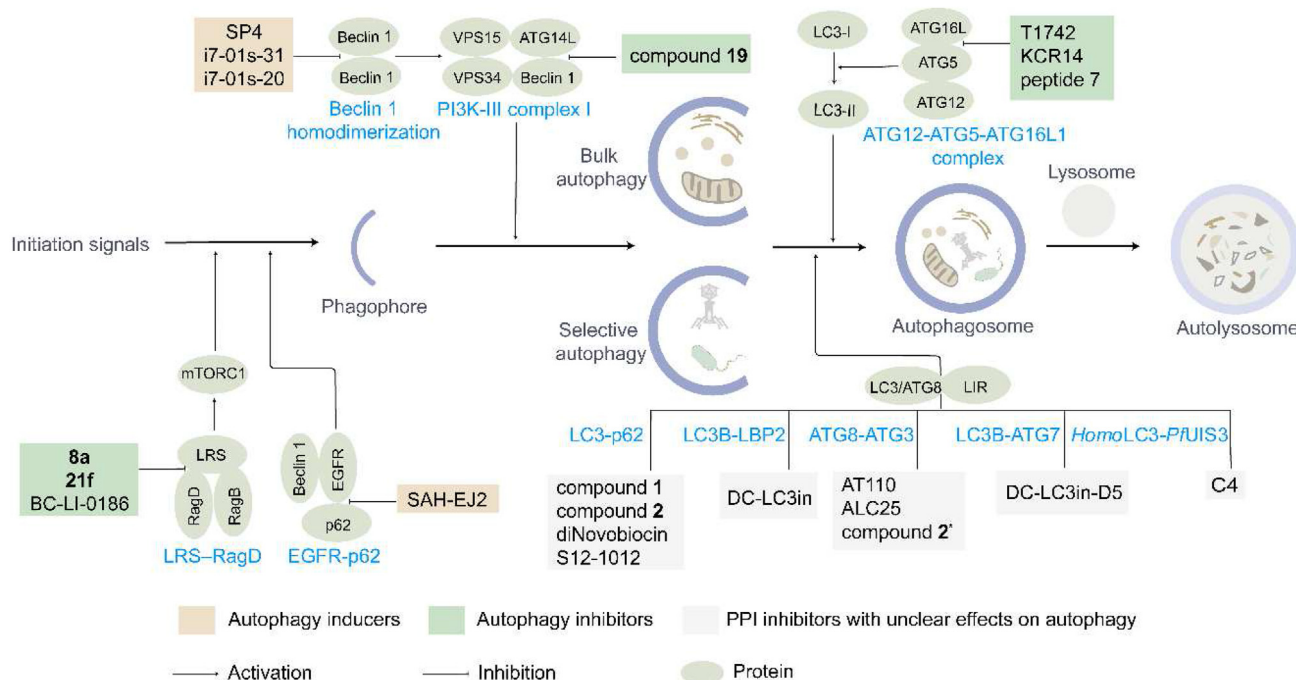 SP4
i7-01s-31
i7-01s-20
Beclin 1
Beclin 1
Beclin 1
homodimerization
VPS15
ATG14L
VPS34
Beclin 1
PI3K-III complex I
compound 19
LC3-I
LC3-II
ATG16L
ATG5
ATG12
ATG12-ATG5-ATG16L1
complex
T1742
KCR14
peptide 7
Bulk
autophagy
Lysosome
Initiation signals
Phagophore
Selective
autophagy
Autophagosome
Autolysosome
mTORC1
LRS
RagD
RagB
LRS–RagD
8a
21f
BC-LI-0186
Beclin 1
EGFR
p62
EGFR-p62
SAH-EJ2
LC3/ATG8
LIR
LC3-p62
LC3B-LBP2
ATG8-ATG3
LC3B-ATG7
HomoLC3-PfUIS3
compound 1
compound 2
diNovobiocin
S12-1012
DC-LC3in
AT110
ALC25
compound 2*
DC-LC3in-D5
C4
Autophagy inducers
Autophagy inhibitors
PPI inhibitors with unclear effects on autophagy
Activation
Inhibition
Protein